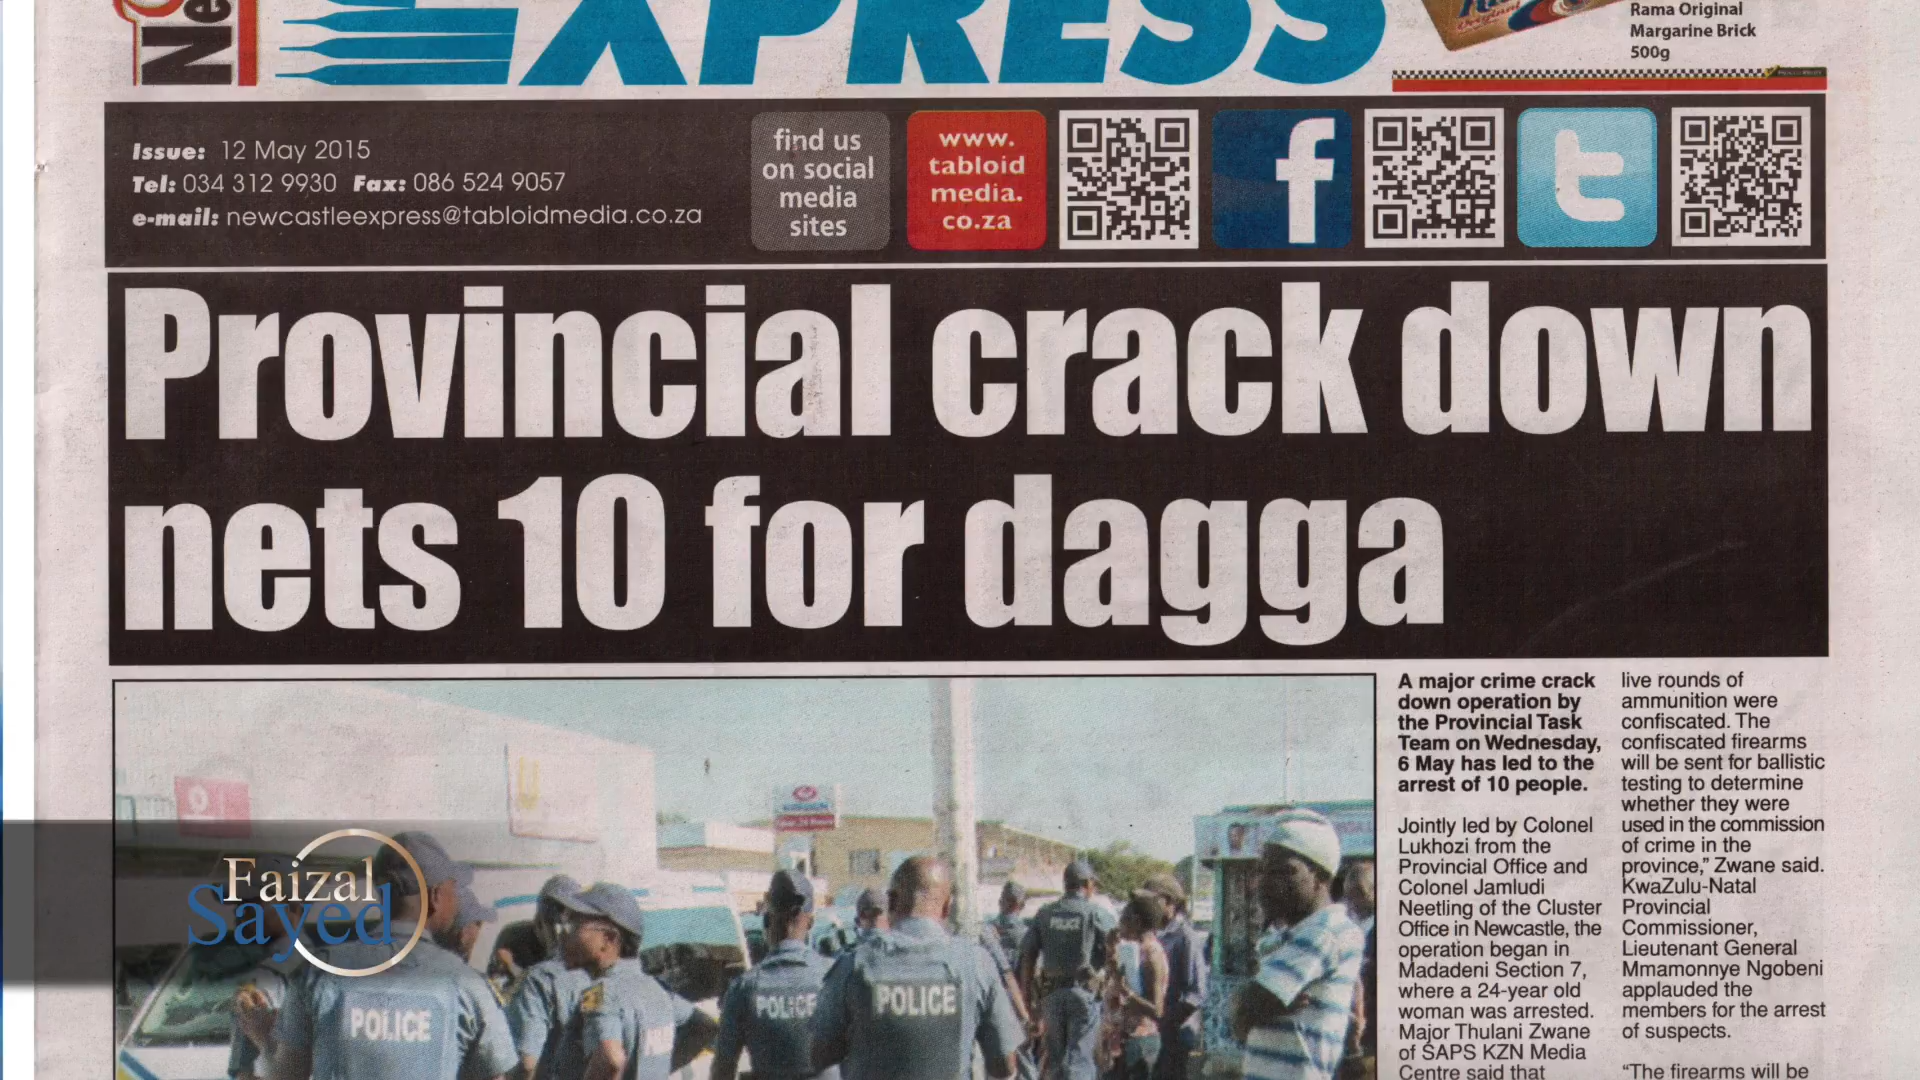 Ne
EXPRESS
Rama Original
Margarine Brick
500g
Issue: 12 May 2015
Tel: 034 312 9930 Fax: 086 524 9057
e-mail: newcastleexpress@tabloidmedia.co.za
find us
on social
media
sites
www.
tabloid
media.
co.za
f
t
Provincial crack down
nets 10 for dagga
A major crime crack
down operation by
the Provincial Task
Team on Wednesday,
6 May has led to the
arrest of 10 people.
Jointly led by Colonel
Lukhozi from the
Provincial Office and
Colonel Jamludi
Neetling of the Cluster
Office in Newcastle, the
operation began in
Madadeni Section 7,
where a 24-year old
woman was arrested.
Major Thulani Zwane
of SAPS KZN Media
Centre said that
live rounds of
ammunition were
confiscated. The
confiscated firearms
will be sent for ballistic
testing to determine
whether they were
used in the commission
of crime in the
province,” Zwane said.
KwaZulu-Natal
Provincial
Commissioner,
Lieutenant General
Mmamonnye Ngobeni
applauded the
members for the arrest
of suspects.
“The firearms will be
Faizal
Sayed
POLICE
POLICE
POLICE
POLICE